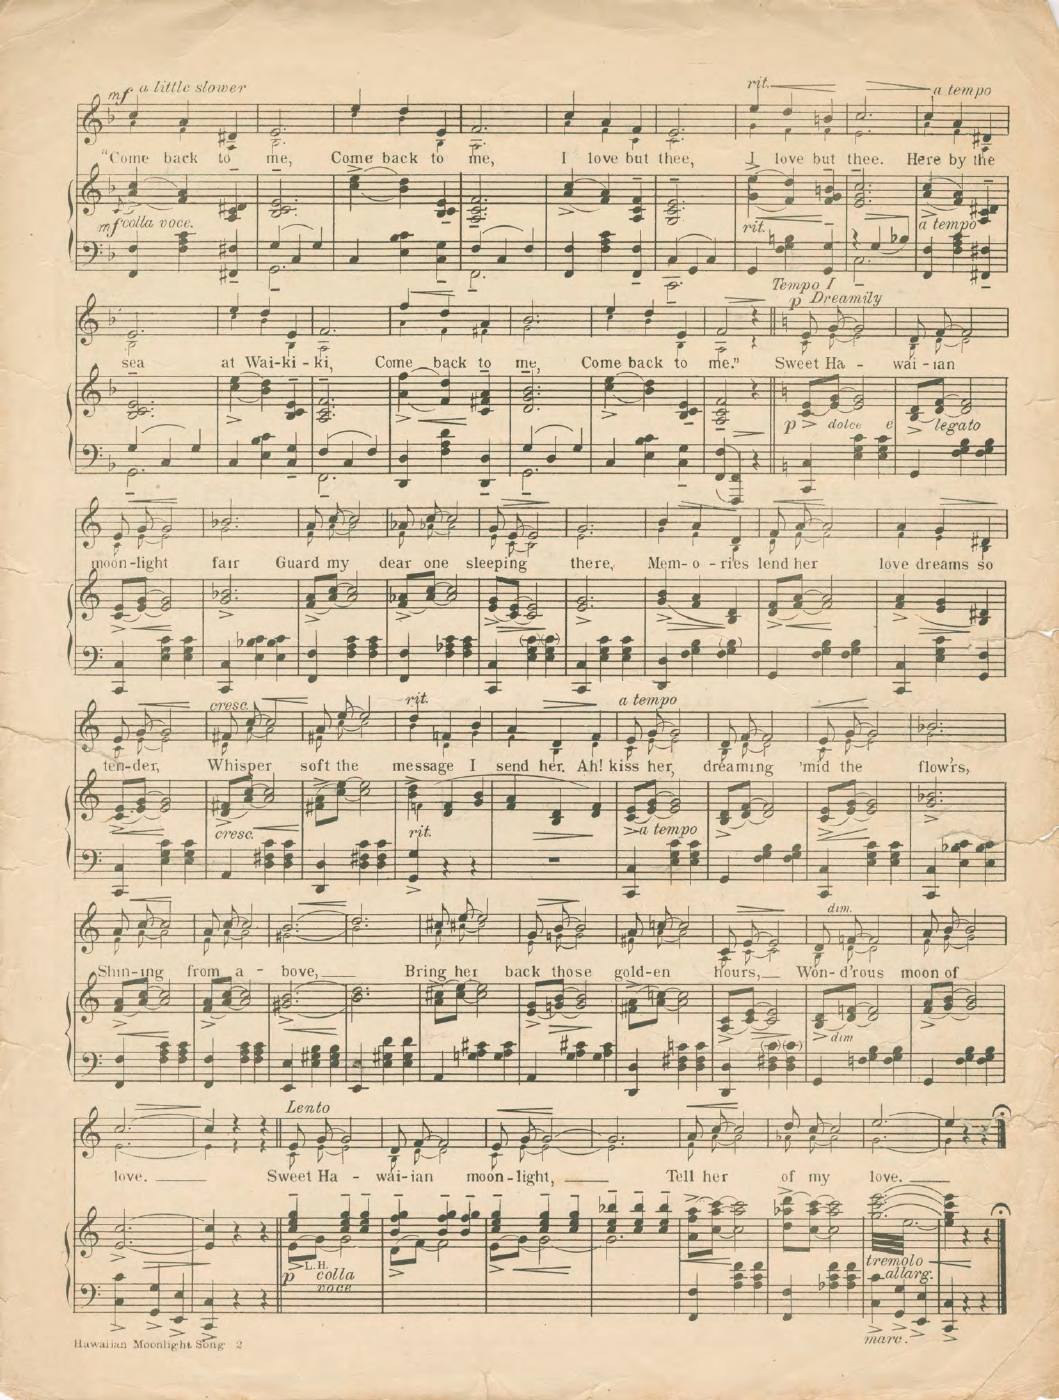 mf a little slower rit. a tempo
"Come back to me, Come back to me, I love but thee, I love but thee. Here by the
mf colla voce. rit. a tempo
Tempo I
p Dreamily
sea at Wai-ki-ki, Come back to me, Come back to me." Sweet Ha - wai - ian
p dolce e legato
moon-light fair Guard my dear one sleeping there, Mem-o-ries lend her love dreams so
cresc. rit. a tempo
ten-der, Whisper soft the message I send her. Ah! kiss her, dreaming 'mid the flow'rs,
cresc. rit. a tempo
dim.
Shin-ing from a - bove, Bring her back those gold-en hours, Won-d'rous moon of
dim
Lento
love. Sweet Ha - wai-ian moon-light, Tell her of my love.
L.H.
p colla voce
tremolo
allarg.
marc.
Hawaiian Moonlight Song 2